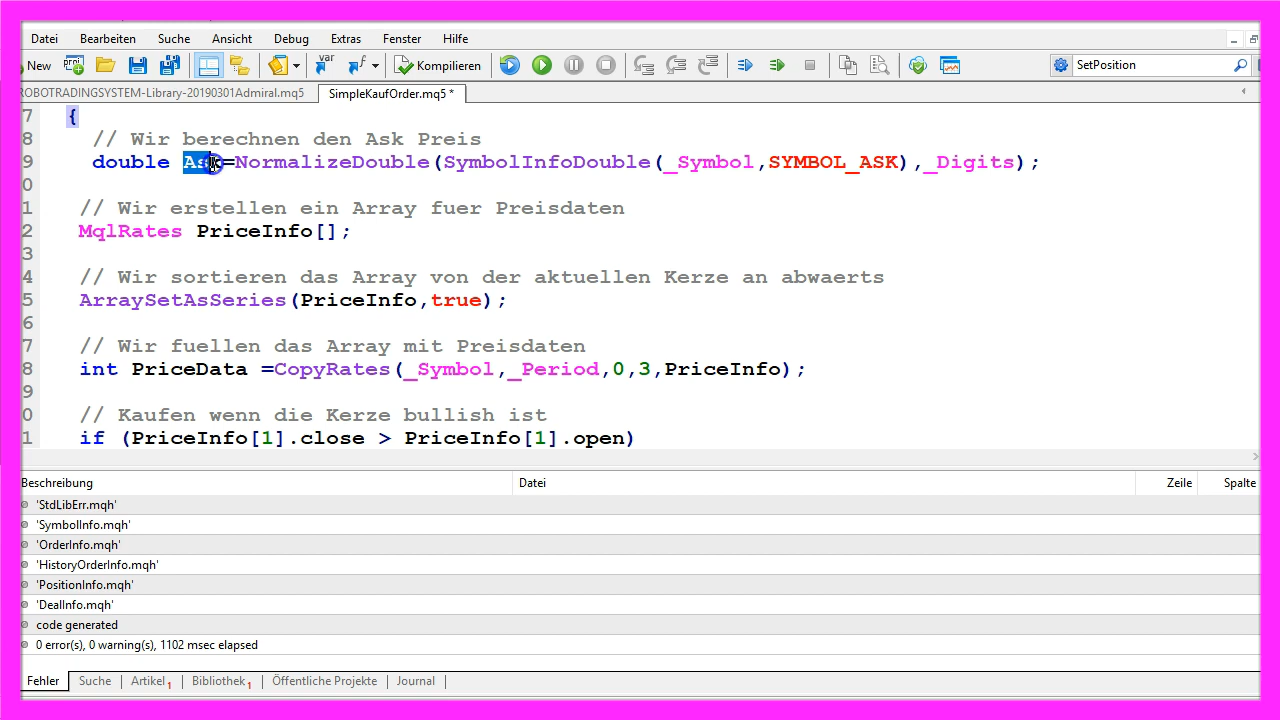 Datei Bearbeiten Suche Ansicht Debug Extras Fenster Hilfe
New Kompilieren SetPosition
ROBOTRADINGSYSTEM-Library-20190301Admiral.mq5 SimpleKaufOrder.mq5 *
7 {
8 // Wir berechnen den Ask Preis
9 double Ask=NormalizeDouble(SymbolInfoDouble(_Symbol,SYMBOL_ASK),_Digits);
0
1 // Wir erstellen ein Array fuer Preisdaten
2 MqlRates PriceInfo[];
3
4 // Wir sortieren das Array von der aktuellen Kerze an abwaerts
5 ArraySetAsSeries(PriceInfo,true);
6
7 // Wir fuellen das Array mit Preisdaten
8 int PriceData =CopyRates(_Symbol,_Period,0,3,PriceInfo);
9
0 // Kaufen wenn die Kerze bullish ist
1 if (PriceInfo[1].close > PriceInfo[1].open)
Beschreibung Datei Zeile Spalte
'StdLibErr.mqh'
'SymbolInfo.mqh'
'OrderInfo.mqh'
'HistoryOrderInfo.mqh'
'PositionInfo.mqh'
'DealInfo.mqh'
code generated
0 error(s), 0 warning(s), 1102 msec elapsed
Fehler Suche Artikel 1 Bibliothek 1 Öffentliche Projekte Journal